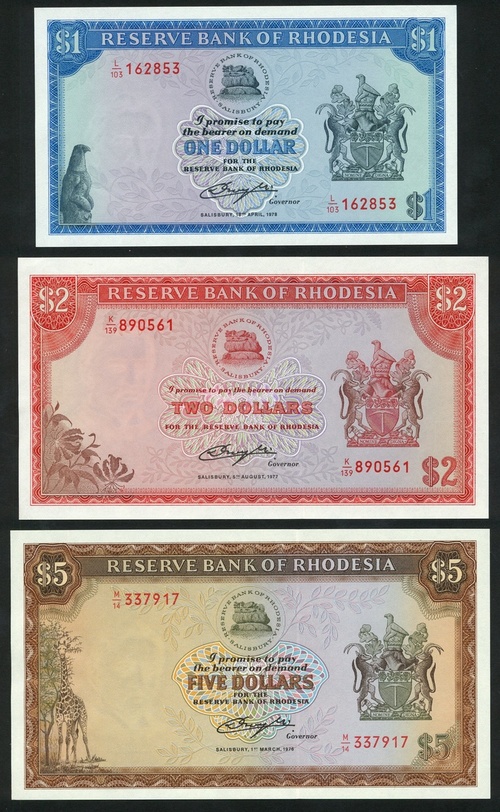 $1 RESERVE BANK OF RHODESIA $1
L/103 162853
RESERVE BANK OF RHODESIA
SALISBURY
I promise to pay
the bearer on demand
ONE DOLLAR
FOR THE
RESERVE BANK OF RHODESIA
Governor
L/103 162853 $1
$2 RESERVE BANK OF RHODESIA $2
K/139 890561
RESERVE BANK OF RHODESIA
SALISBURY
I promise to pay the bearer on demand
TWO DOLLARS
FOR THE RESERVE BANK OF RHODESIA
Governor
K/139 890561
SALISBURY, 5TH AUGUST, 1977
$2
$5 RESERVE BANK OF RHODESIA $5
M/14 337917
RESERVE BANK OF RHODESIA
SALISBURY
I promise to pay
the bearer on demand
FIVE DOLLARS
FOR THE
RESERVE BANK OF RHODESIA
Governor
M/14 337917 $5
SALISBURY, 1ST MARCH, 1976